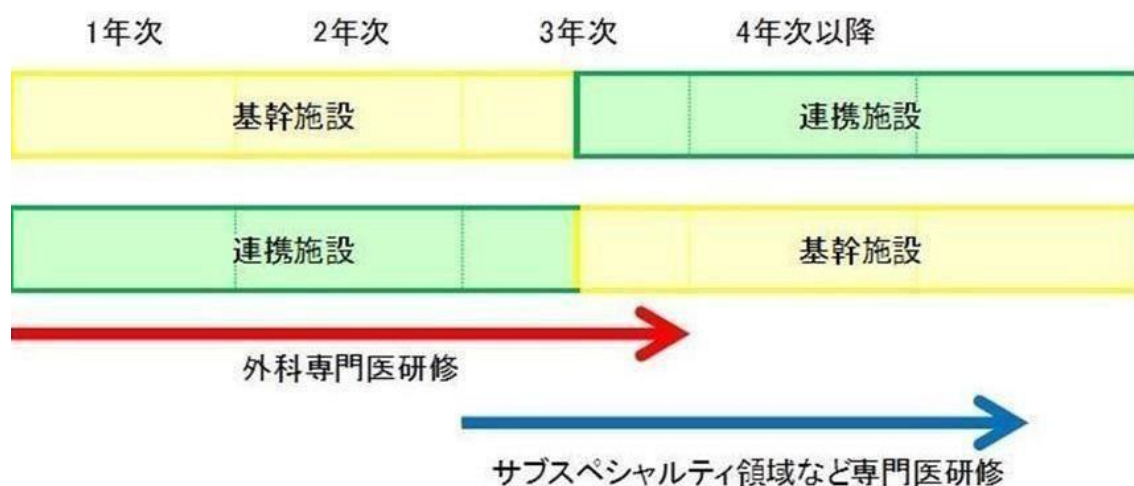 1年次 2年次 3年次 4年次以降
基幹施設 連携施設
連携施設 基幹施設
外科専門医研修
サブスペシャルティ領域など専門医研修